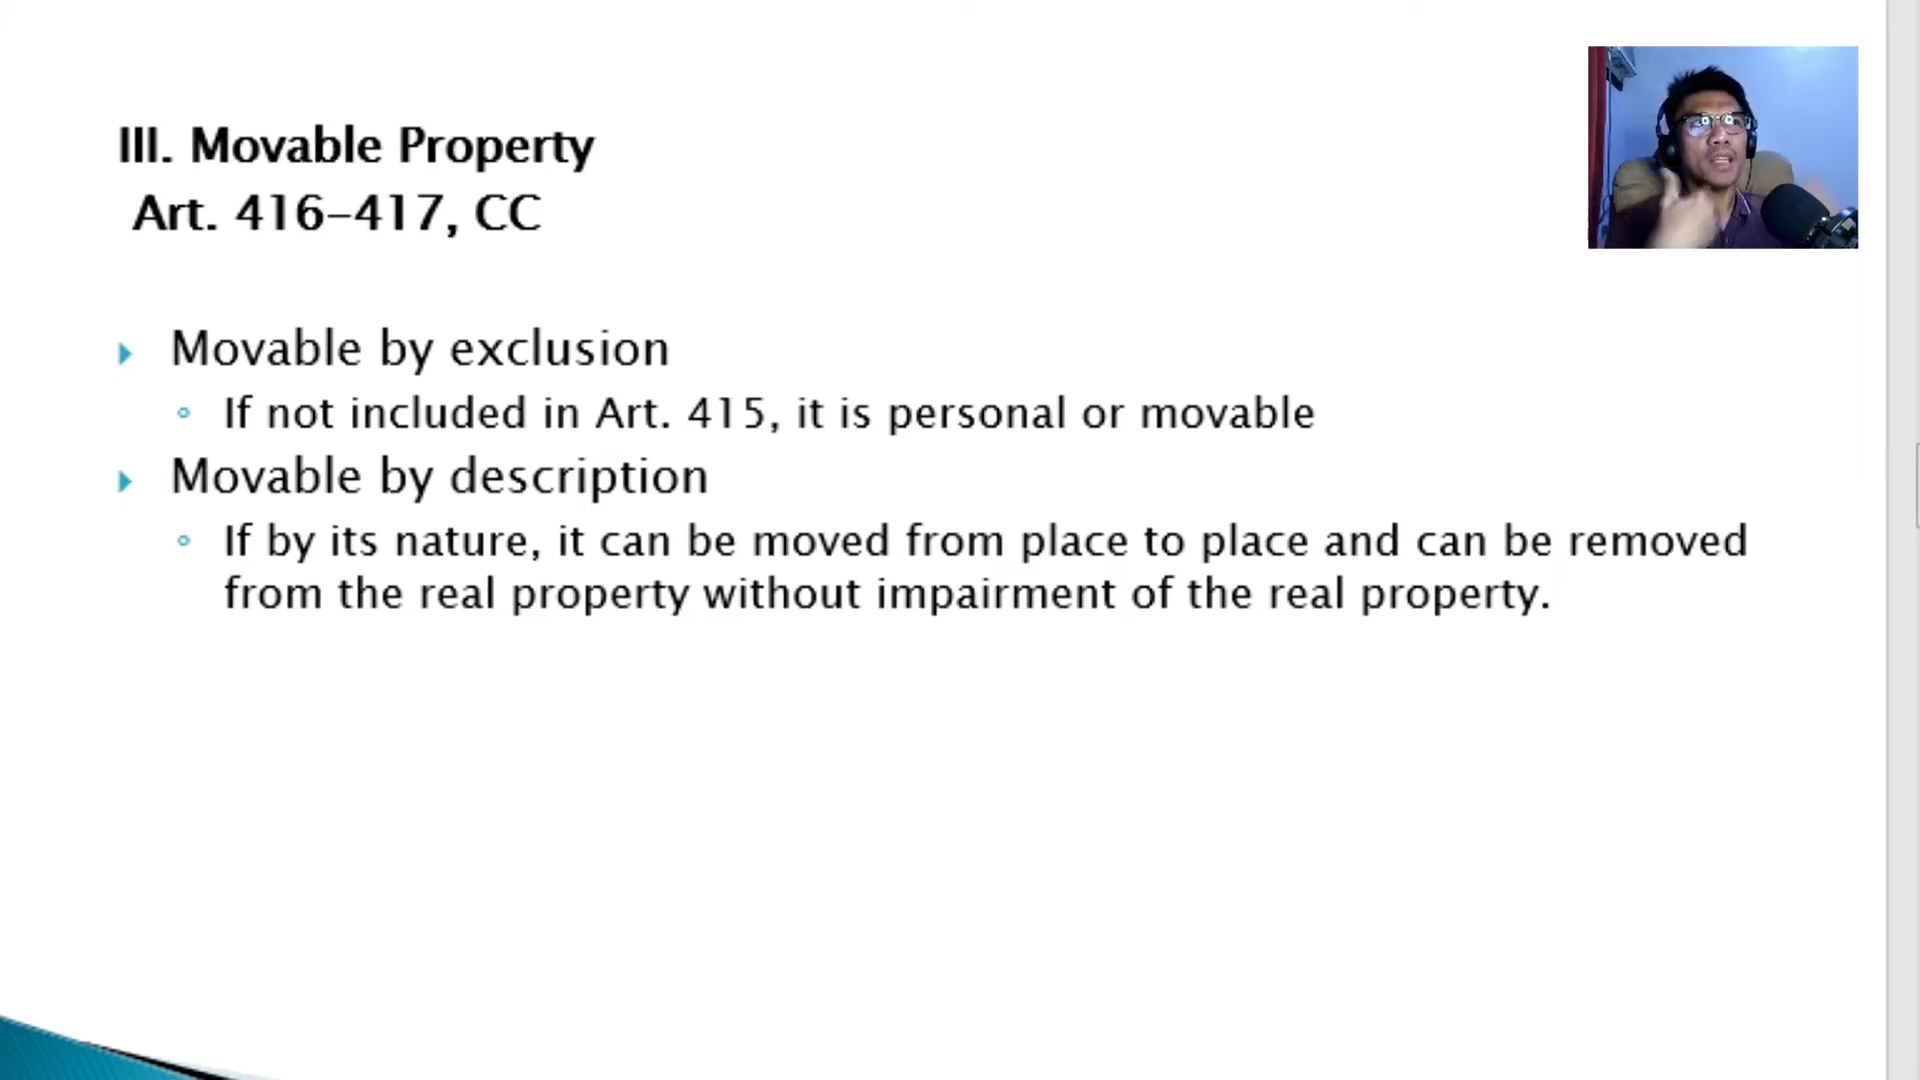 III. Movable Property
Art. 416-417, CC
Movable by exclusion
If not included in Art. 415, it is personal or movable
Movable by description
If by its nature, it can be moved from place to place and can be removed
from the real property without impairment of the real property.